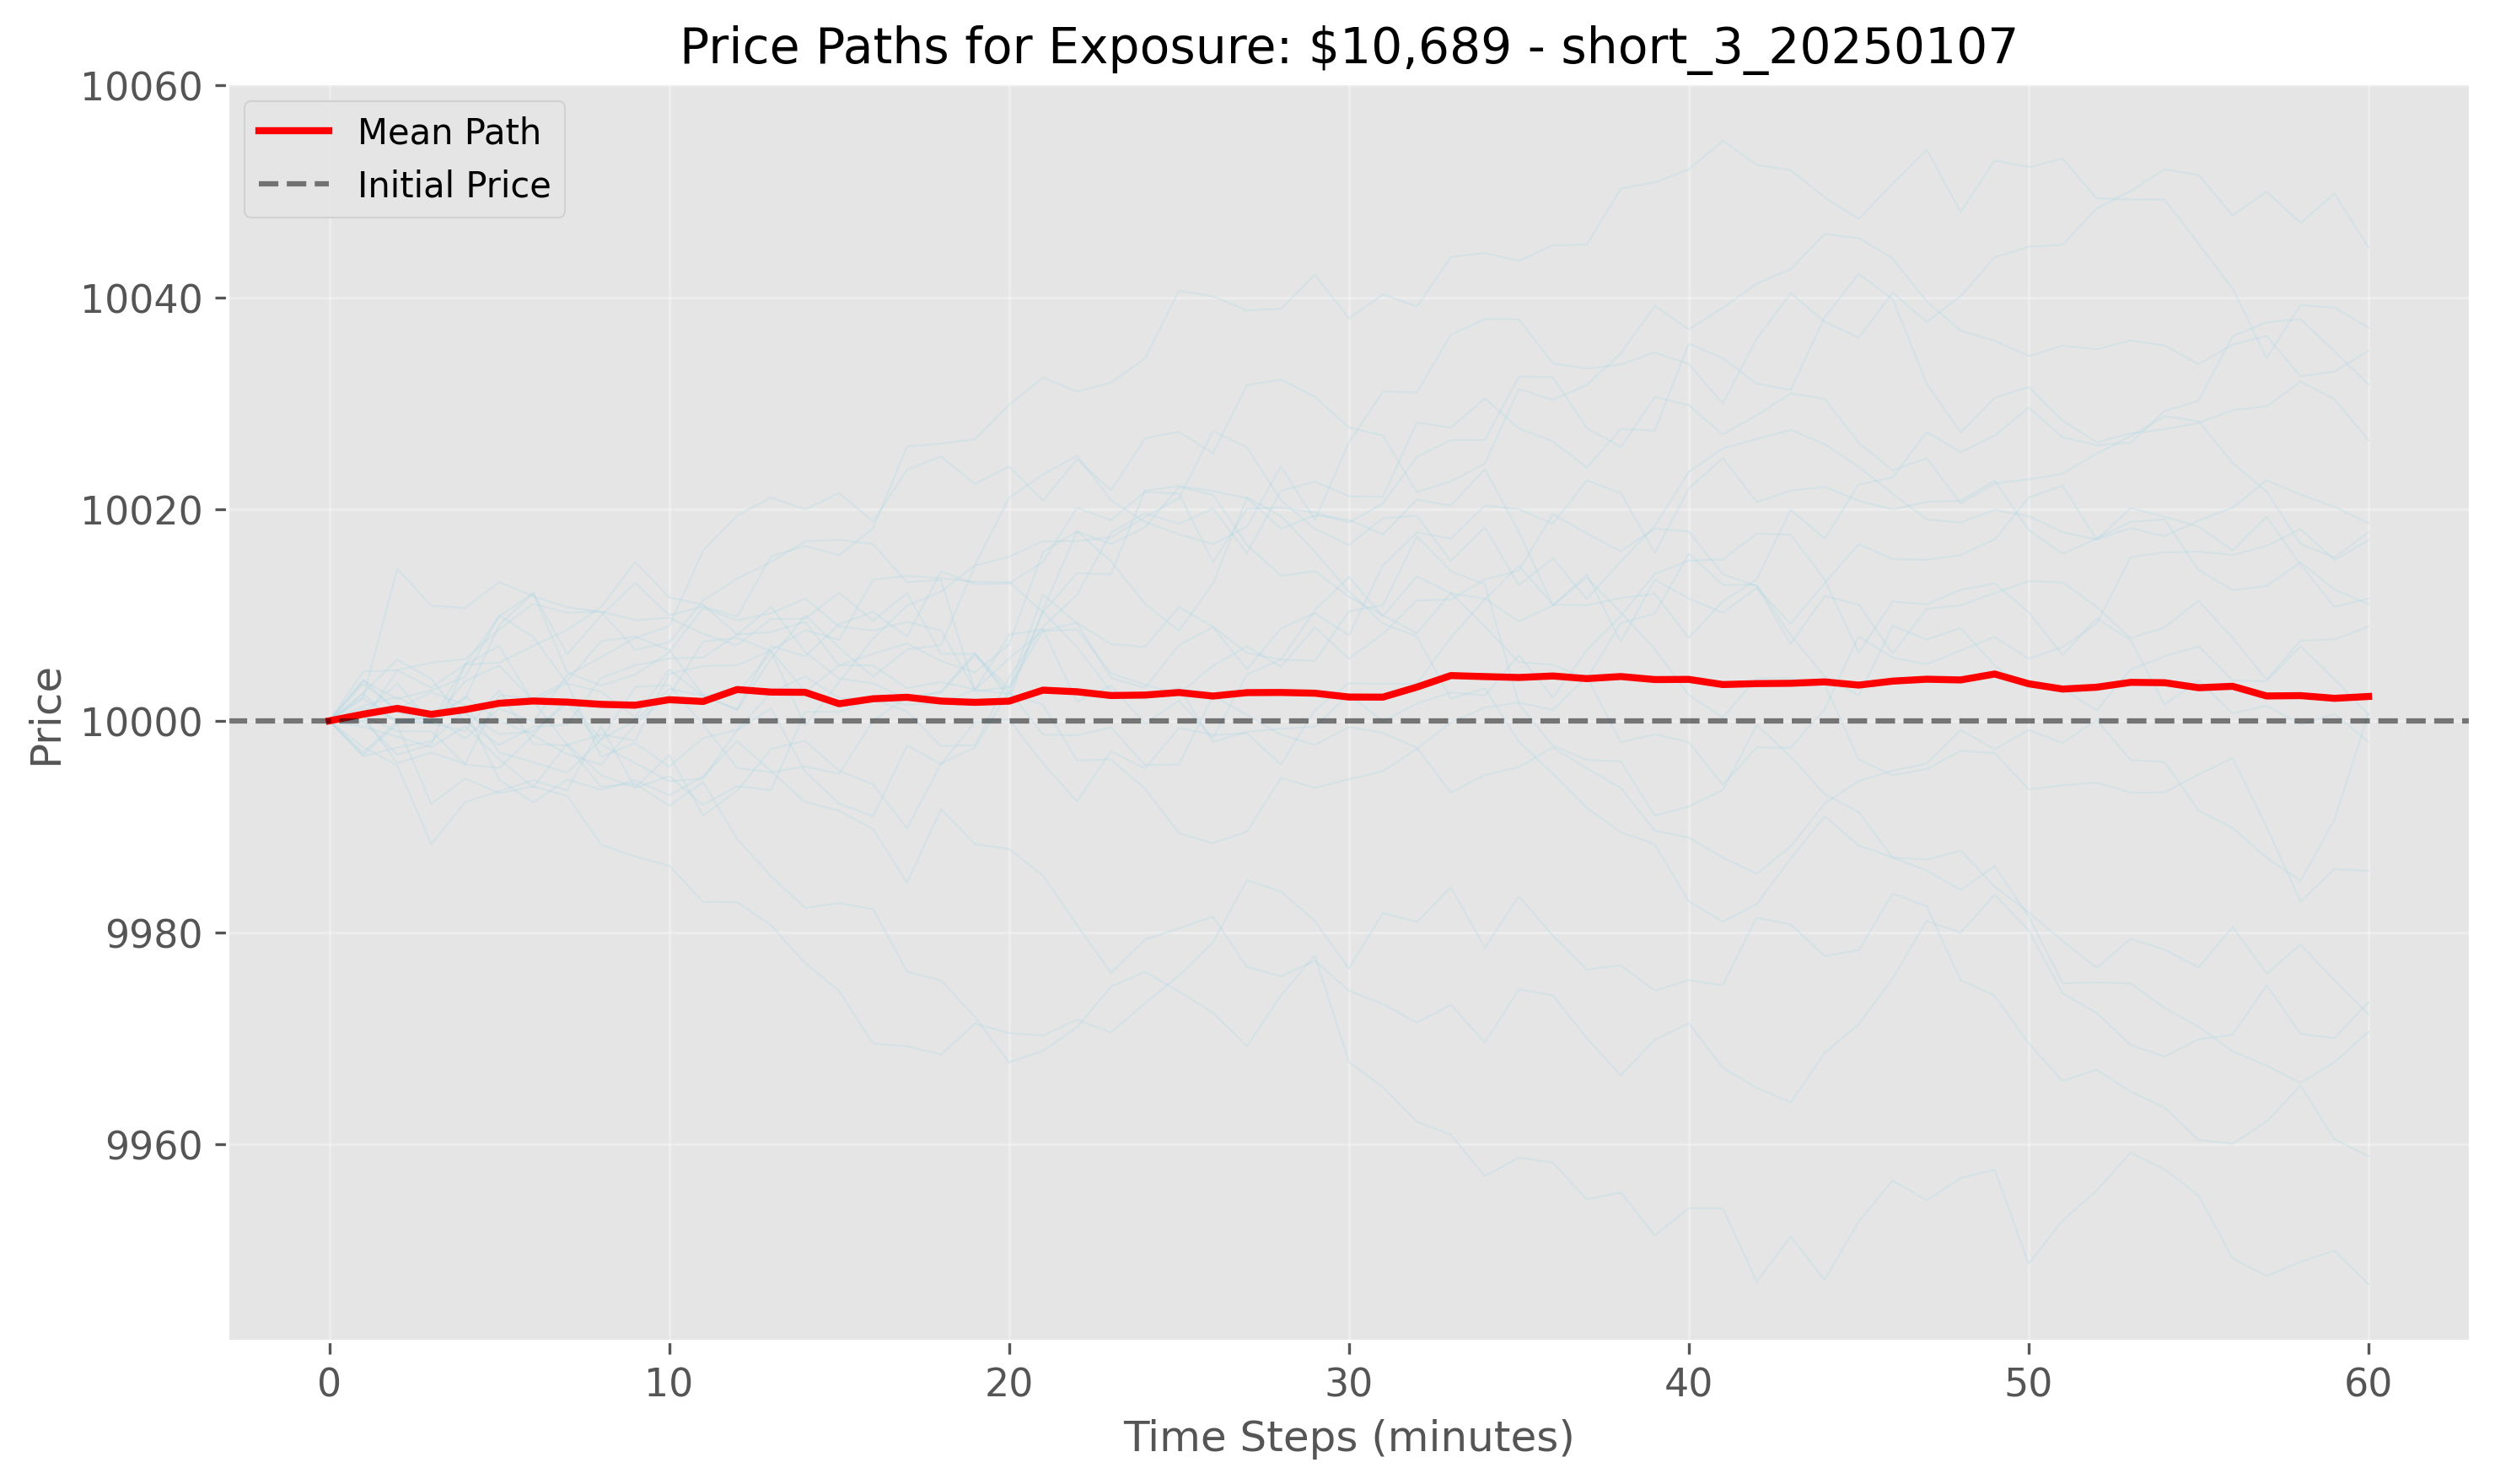 Price Paths for Exposure: $10,689 - short_3_20250107
Mean Path
Initial Price
Price
10060
10040
10020
10000
9980
9960
0 10 20 30 40 50 60
Time Steps (minutes)